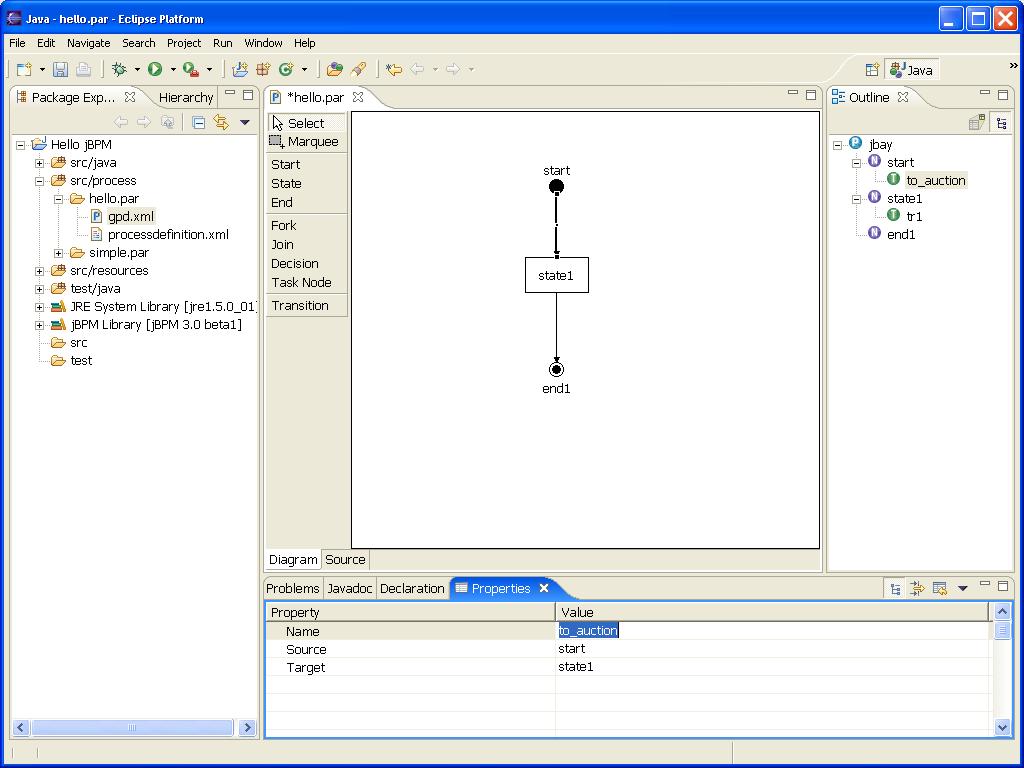 Java - hello.par - Eclipse Platform
File Edit Navigate Search Project Run Window Help
Java
Package Exp... Hierarchy
Hello jBPM
src/java
src/process
hello.par
gpd.xml
processdefinition.xml
simple.par
src/resources
test/java
JRE System Library [jre1.5.0_01]
jBPM Library [jBPM 3.0 beta1]
src
test
*hello.par
Select
Marquee
Start
State
End
Fork
Join
Decision
Task Node
Transition
start
state1
end1
Diagram Source
Outline
jbay
start
to_auction
state1
tr1
end1
Problems Javadoc Declaration Properties
Property Value
Name to_auction
Source start
Target state1